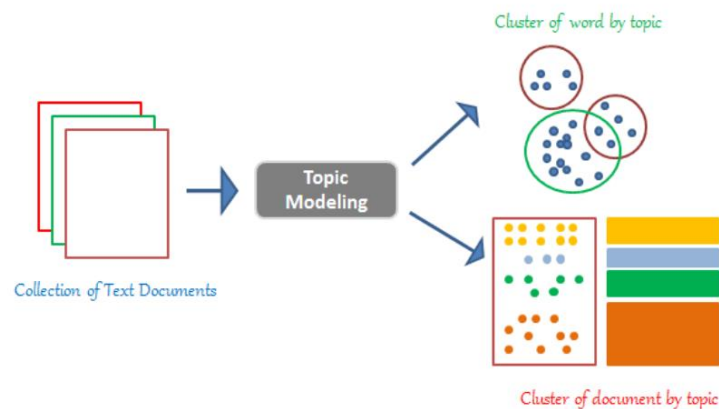 Cluster of word by topic
Topic
Modeling
Collection of Text Documents
Cluster of document by topic